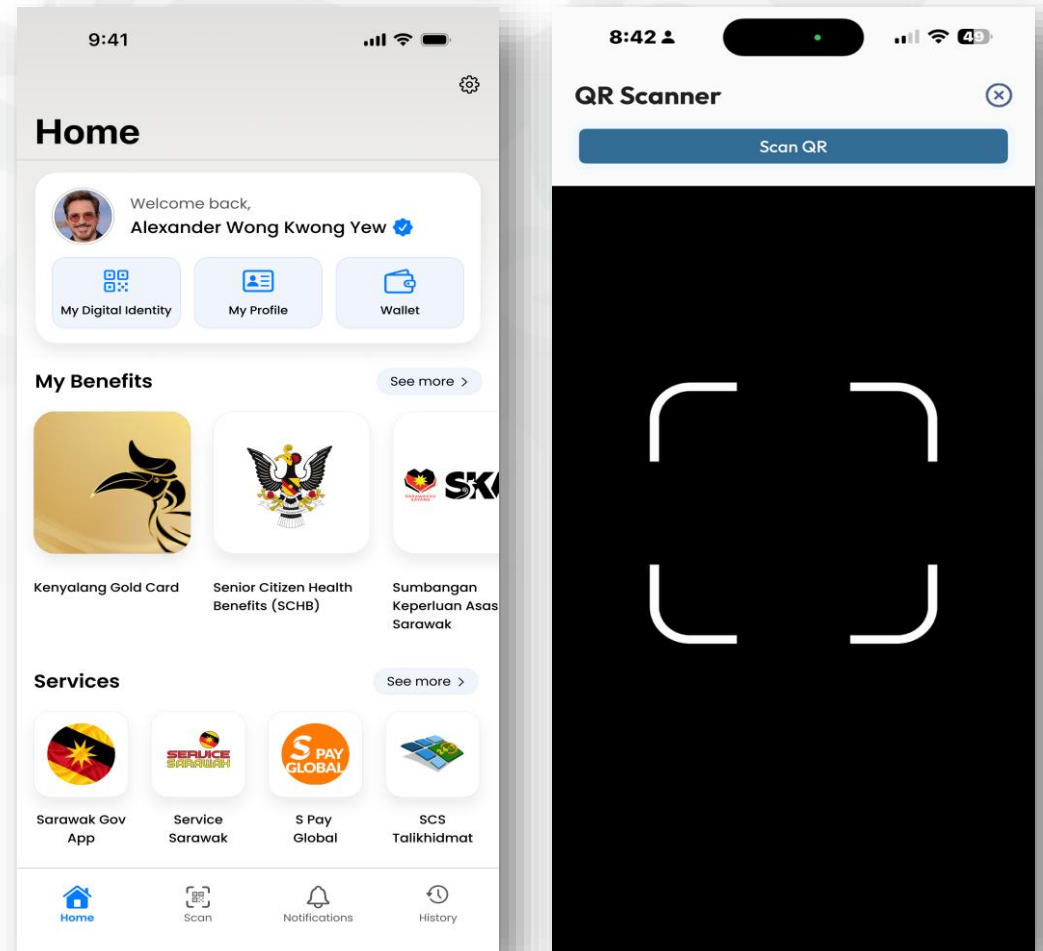 9:41
Home
Welcome back,
Alexander Wong Kwong Yew
My Digital Identity
My Profile
Wallet
My Benefits
See more >
SK
Kenyalang Gold Card
Senior Citizen Health
Benefits (SCHB)
Sumbangan
Keperluan Asas
Sarawak
Services
See more >
SERVICE
SARAWAK
S PAY
GLOBAL
Sarawak Gov
App
Service
Sarawak
S Pay
Global
SCS
Talikhidmat
Home
Scan
Notifications
History
8:42
49
QR Scanner
Scan QR